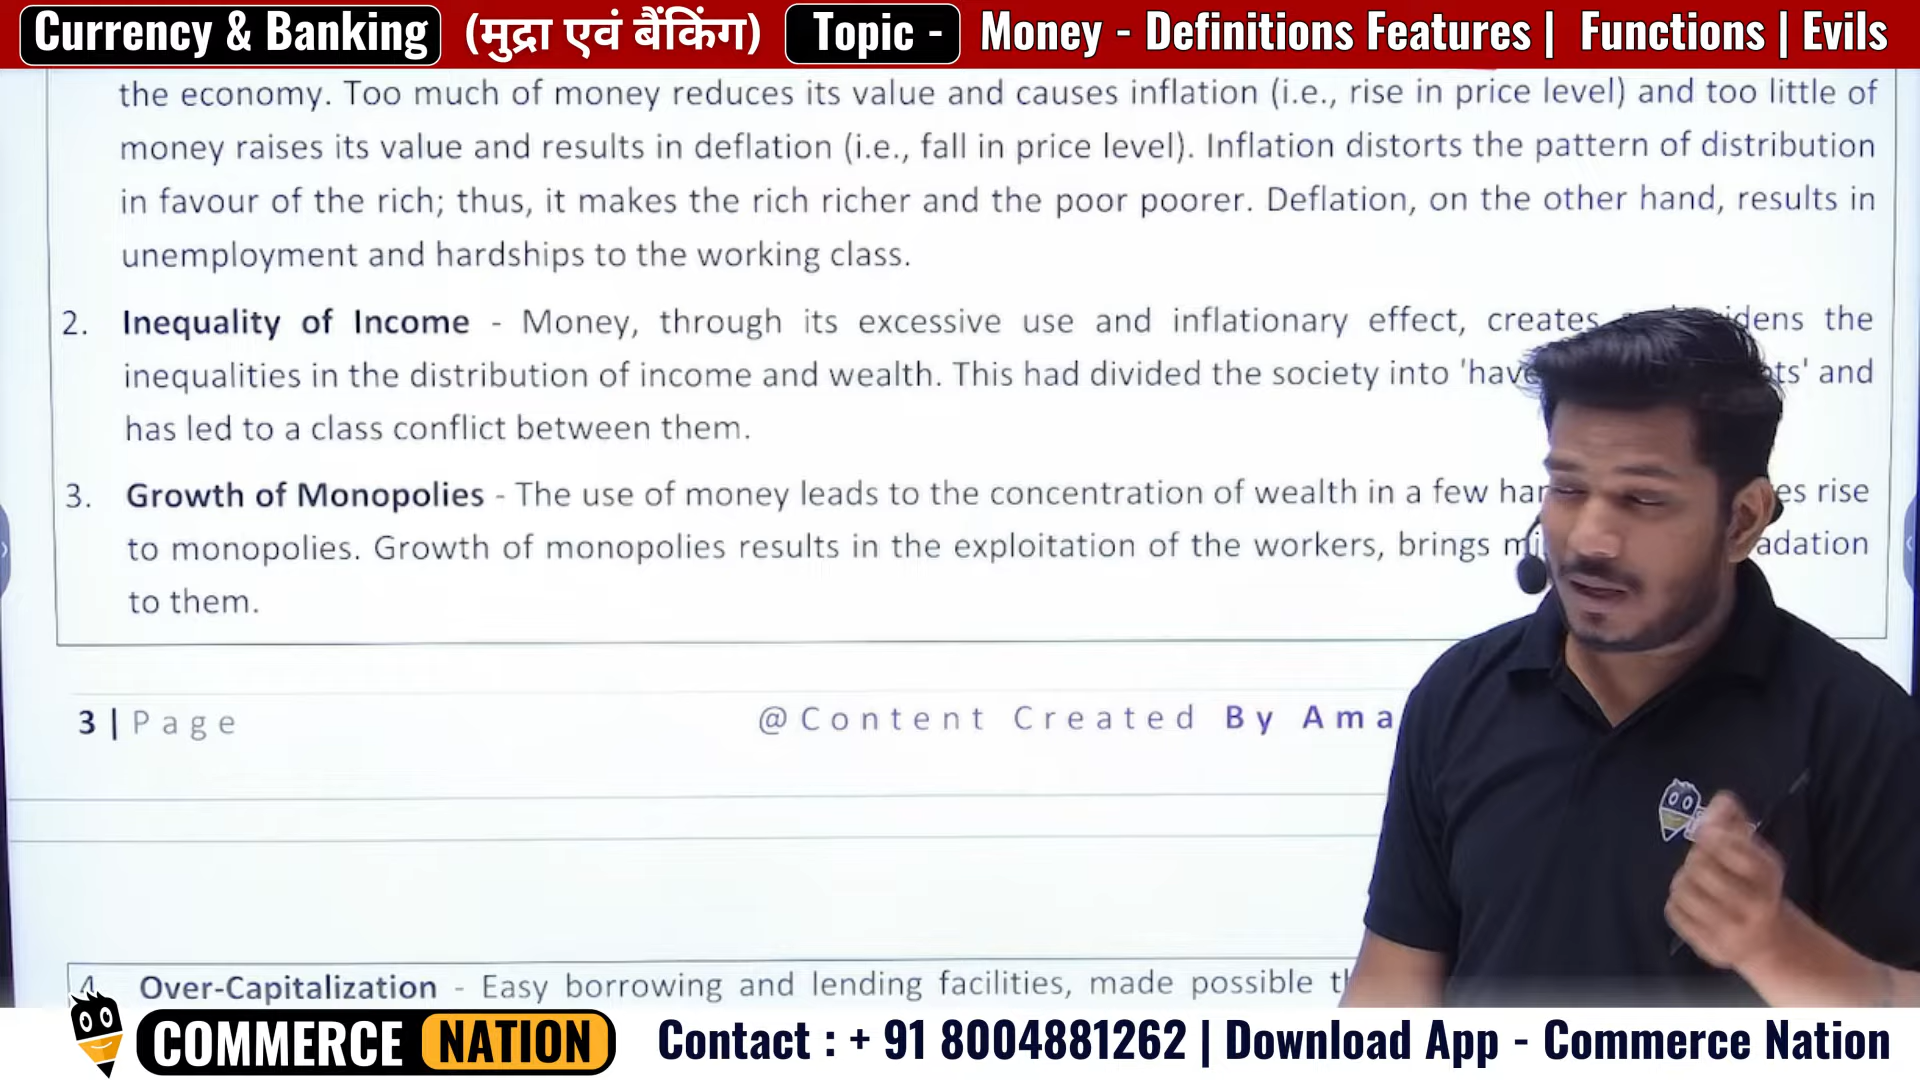 Currency & Banking (मुद्रा एवं बैंकिंग) Topic - Money - Definitions Features | Functions | Evils
the economy. Too much of money reduces its value and causes inflation (i.e., rise in price level) and too little of
money raises its value and results in deflation (i.e., fall in price level). Inflation distorts the pattern of distribution
in favour of the rich; thus, it makes the rich richer and the poor poorer. Deflation, on the other hand, results in
unemployment and hardships to the working class.
2. Inequality of Income - Money, through its excessive use and inflationary effect, creates the
inequalities in the distribution of income and wealth. This had divided the society into and
has led to a class conflict between them.
3. Growth of Monopolies - The use of money leads to the concentration of wealth in a few rise
to monopolies. Growth of monopolies results in the exploitation of the workers, brings
to them.
3 | Page @Content Created By
4. Over-Capitalization - Easy borrowing and lending facilities, made possible
COMMERCE NATION Contact : + 91 8004881262 | Download App - Commerce Nation